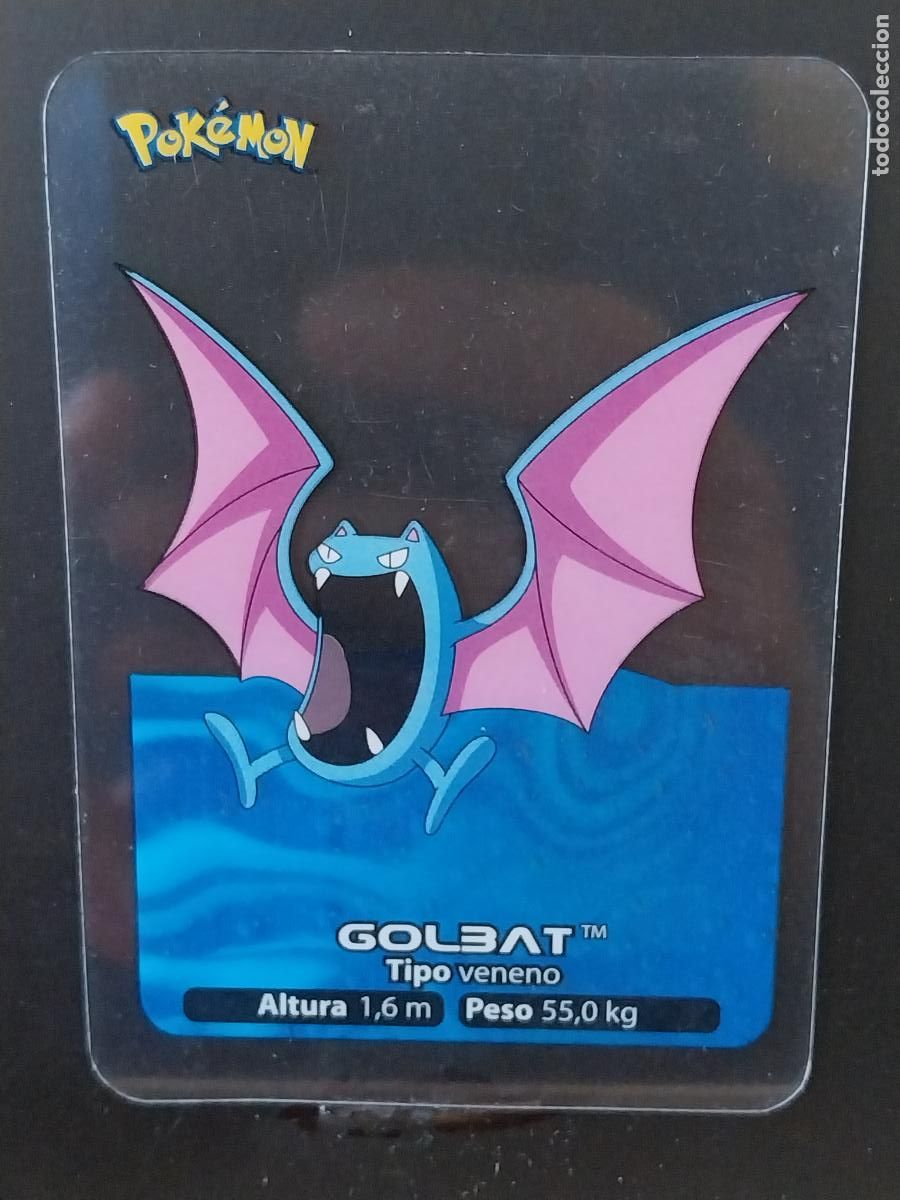 POKéMON
GOLBAT™
Tipo veneno
Altura 1,6 m Peso 55,0 kg
todocoleccion